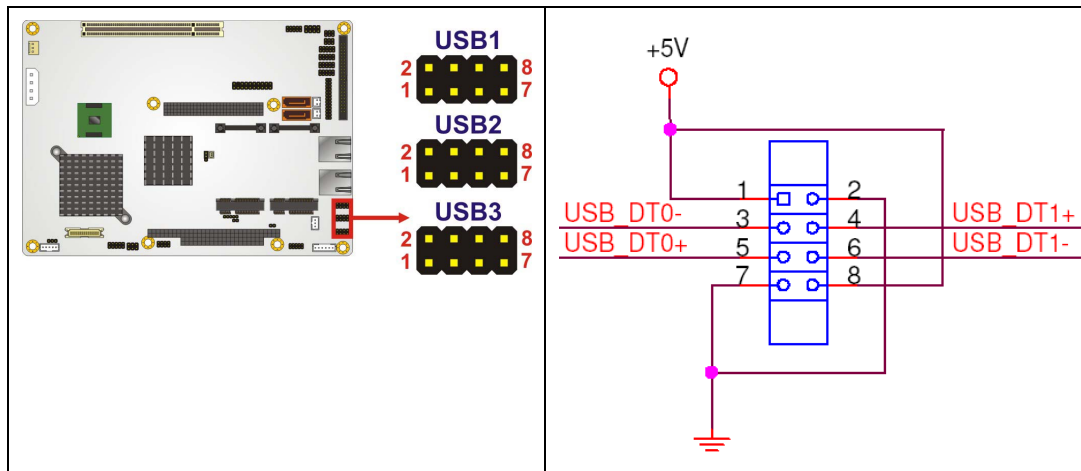 USB1
2 8
1 7
USB2
2 8
1 7
USB3
2 8
1 7
+5V
1 2
USB_DT0- 3 4 USB_DT1+
USB_DT0+ 5 6 USB_DT1-
7 8